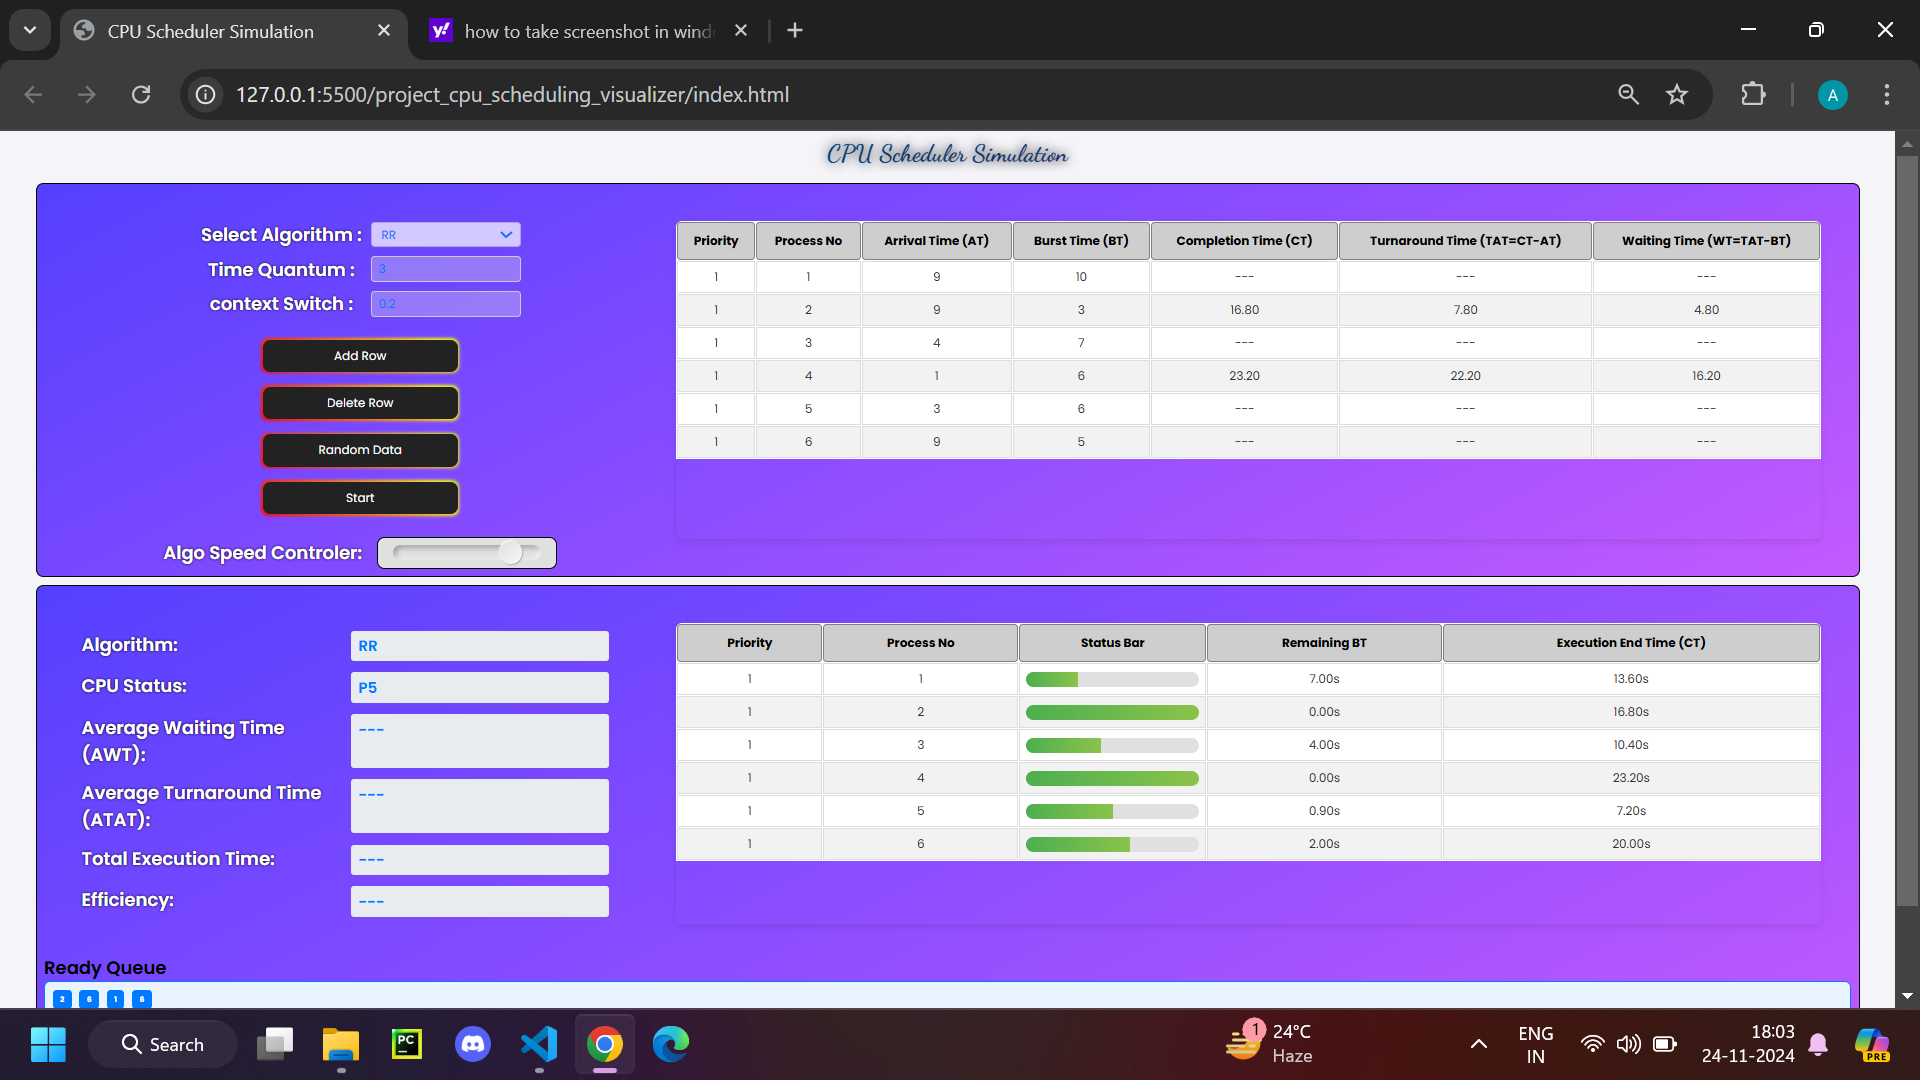 CPU Scheduler Simulation
how to take screenshot in wind
127.0.0.1:5500/project_cpu_scheduling_visualizer/index.html
A
CPU Scheduler Simulation
Select Algorithm : RR
Time Quantum : 3
context Switch : 0.2
Add Row
Delete Row
Random Data
Start
Algo Speed Controler:
Priority Process No Arrival Time (AT) Burst Time (BT) Completion Time (CT) Turnaround Time (TAT=CT-AT) Waiting Time (WT=TAT-BT)
1 1 9 10 --- --- ---
1 2 9 3 16.80 7.80 4.80
1 3 4 7 --- --- ---
1 4 1 6 23.20 22.20 16.20
1 5 3 6 --- --- ---
1 6 9 5 --- --- ---
Algorithm: RR
CPU Status: P5
Average Waiting Time
(AWT): ---
Average Turnaround Time
(ATAT): ---
Total Execution Time: ---
Efficiency: ---
Priority Process No Status Bar Remaining BT Execution End Time (CT)
1 1 7.00s 13.60s
1 2 0.00s 16.80s
1 3 4.00s 10.40s
1 4 0.00s 23.20s
1 5 0.90s 7.20s
1 6 2.00s 20.00s
Ready Queue
2 6 1 6
Search
PC
1
24°C
Haze
ENG
IN
18:03
24-11-2024
PRE